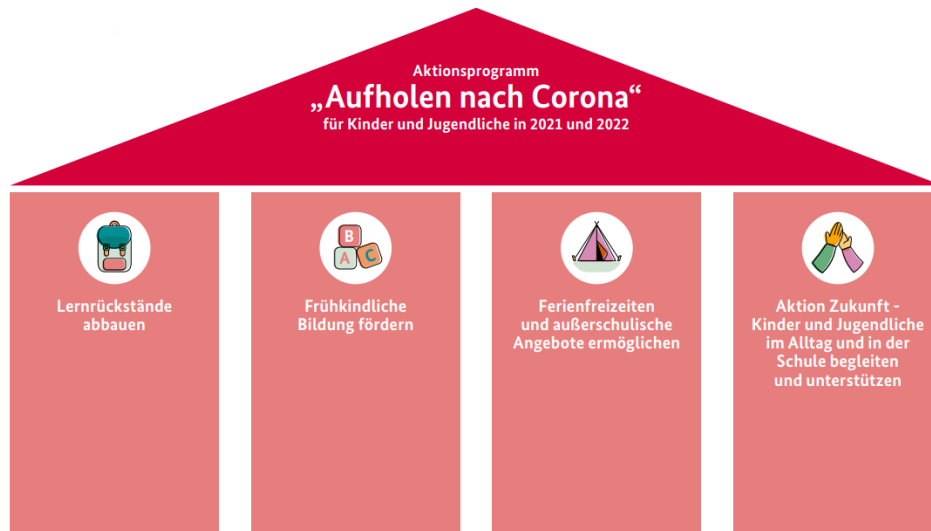 Aktionsprogramm
„Aufholen nach Corona“
für Kinder und Jugendliche in 2021 und 2022
Lernrückstände
abbauen
B
A C
Frühkindliche
Bildung fördern
Ferienfreizeiten
und außerschulische
Angebote ermöglichen
Aktion Zukunft -
Kinder und Jugendliche
im Alltag und in der
Schule begleiten
und unterstützen